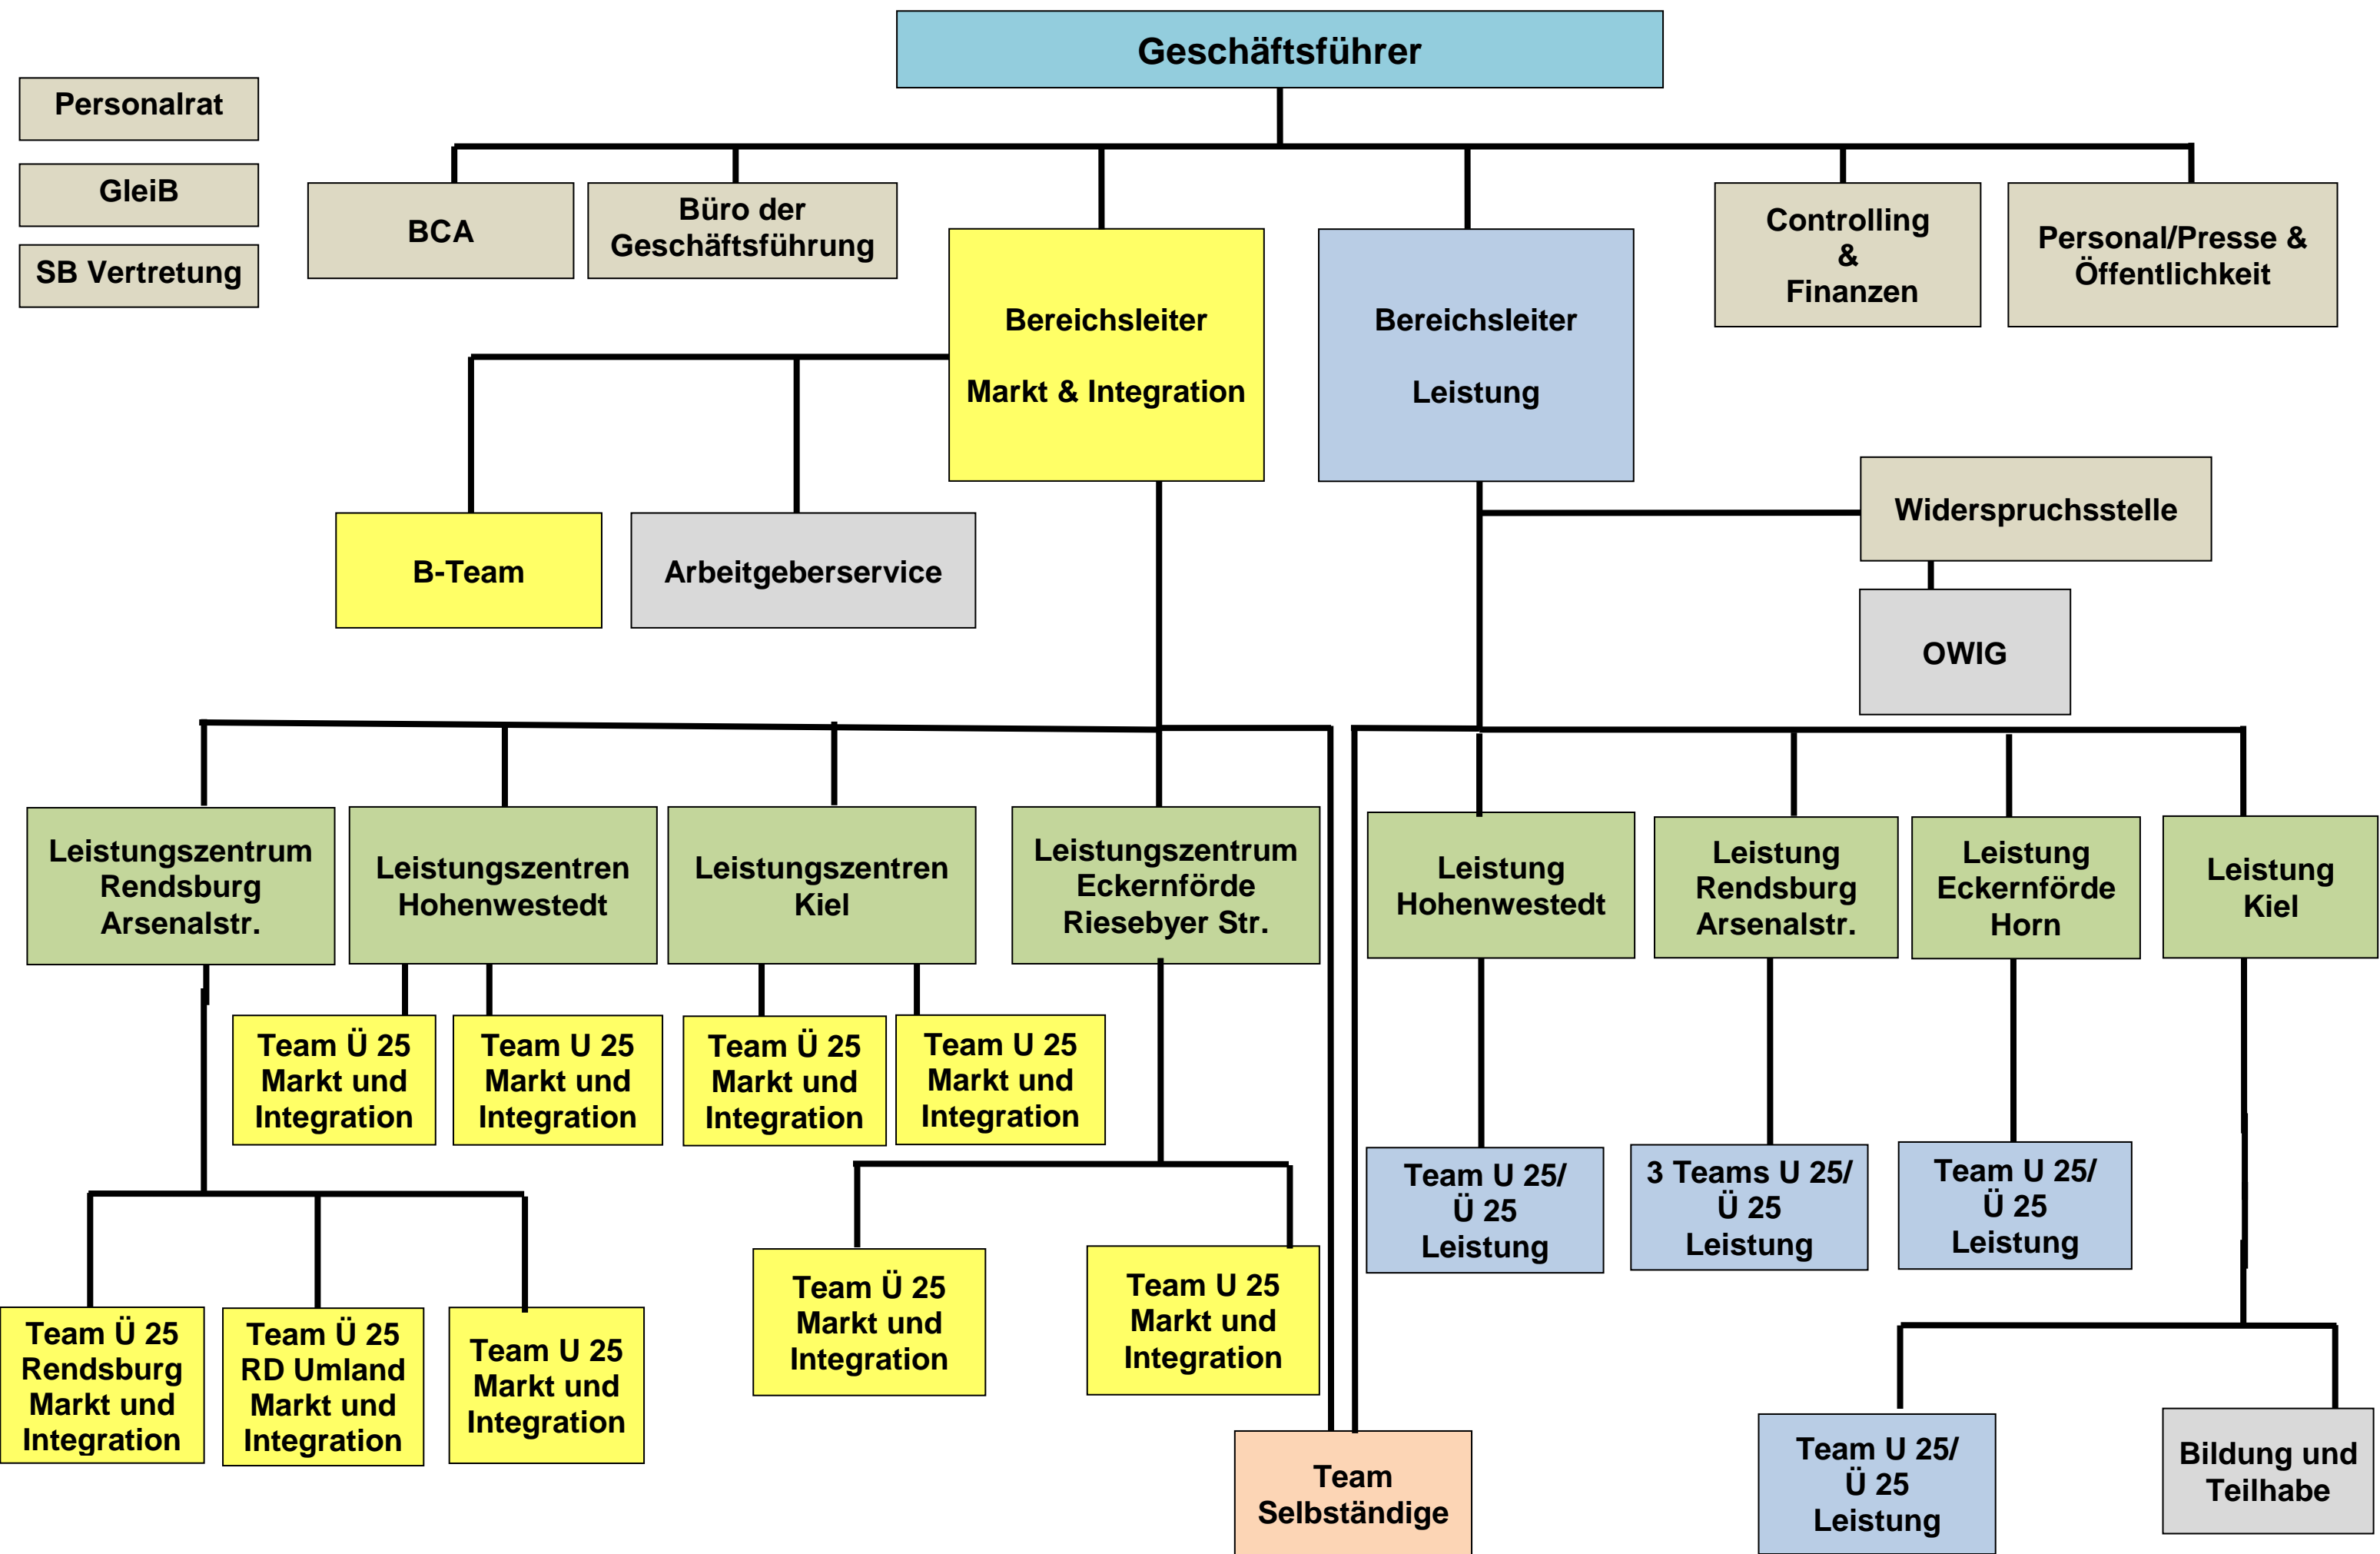 Geschäftsführer
Personalrat
GleiB
SB Vertretung
BCA
Büro der
Geschäftsführung
Bereichsleiter
Markt & Integration
Bereichsleiter
Leistung
Controlling
&
Finanzen
Personal/Presse &
Öffentlichkeit
B-Team
Arbeitgeberservice
Widerspruchsstelle
OWIG
Leistungszentrum
Rendsburg
Arsenalstr.
Leistungszentren
Hohenwestedt
Leistungszentren
Kiel
Leistungszentrum
Eckernförde
Riesebyer Str.
Leistung
Hohenwestedt
Leistung
Rendsburg
Arsenalstr.
Leistung
Eckernförde
Horn
Leistung
Kiel
Team Ü 25
Markt und
Integration
Team U 25
Markt und
Integration
Team Ü 25
Markt und
Integration
Team U 25
Markt und
Integration
Team U 25/
Ü 25
Leistung
3 Teams U 25/
Ü 25
Leistung
Team U 25/
Ü 25
Leistung
Team Ü 25
Rendsburg
Markt und
Integration
Team Ü 25
RD Umland
Markt und
Integration
Team U 25
Markt und
Integration
Team Ü 25
Markt und
Integration
Team U 25
Markt und
Integration
Team
Selbständige
Team U 25/
Ü 25
Leistung
Bildung und
Teilhabe